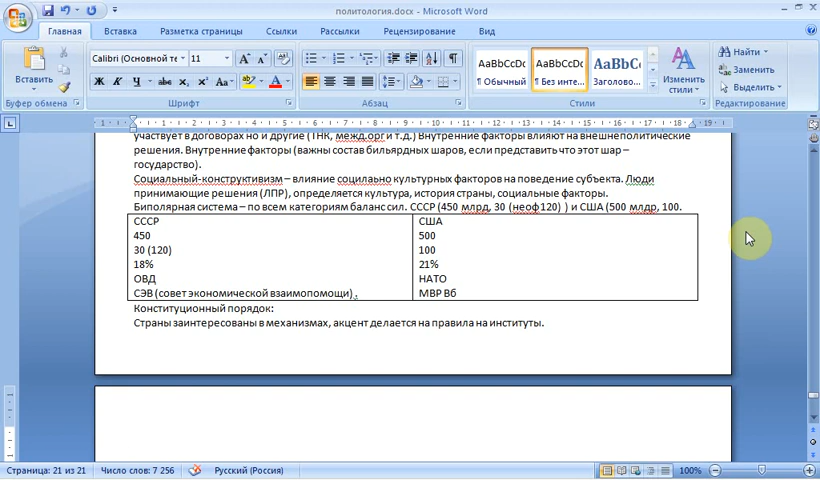 политология.docx - Microsoft Word
Главная Вставка Разметка страницы Ссылки Рассылки Рецензирование Вид
Calibri (Основной те 11
AaBbCcDc AaBbCcDc AaBbCc
Найти
Заменить
Выделить
Вставить
Ж К Ч abc x₂ x² Aa
¶ Обычный ¶ Без инте... Заголово...
Изменить стили
Буфер обмена Шрифт Абзац Стили Редактирование
участвует в договорах но и другие (ТНК, межд.орг и т.д.) Внутренние факторы влияют на внешнеполитические
решения. Внутренние факторы (важны состав бильярдных шаров, если представить что этот шар –
государство).
Социальный-конструктивизм – влияние социлаьно культурных факторов на поведение субъекта. Люди
принимающие решения (ЛПР), определяется культура, история страны, социальные факторы.
Биполярная система – по всем категориям баланс сил. СССР (450 млрд, 30 (неоф120) ) и США (500 млдр, 100.
СССР США
450 500
30 (120) 100
18% 21%
ОВД НАТО
СЭВ (совет экономической взаимопомощи) . МВР Вб
Конституционный порядок:
Страны заинтересованы в механизмах, акцент делается на правила на институты.
Страница: 21 из 21 Число слов: 7 256 Русский (Россия) 100%